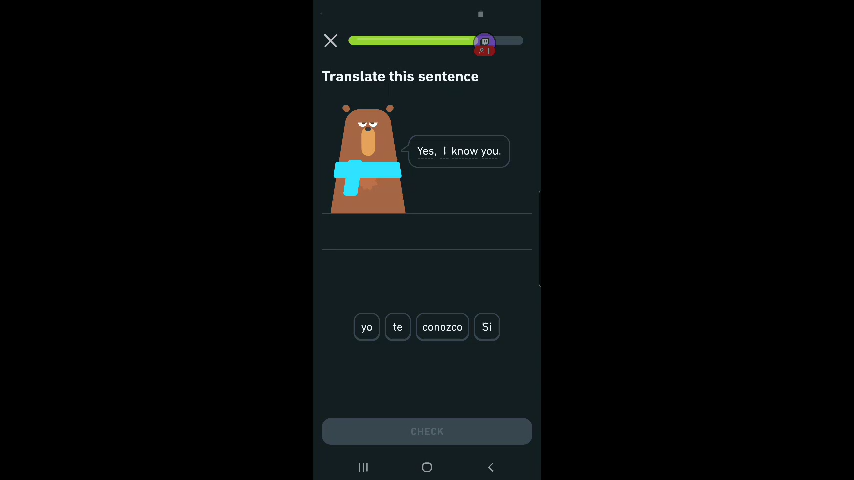 Translate this sentence
Yes, I know you.
yo te conozco Si
CHECK